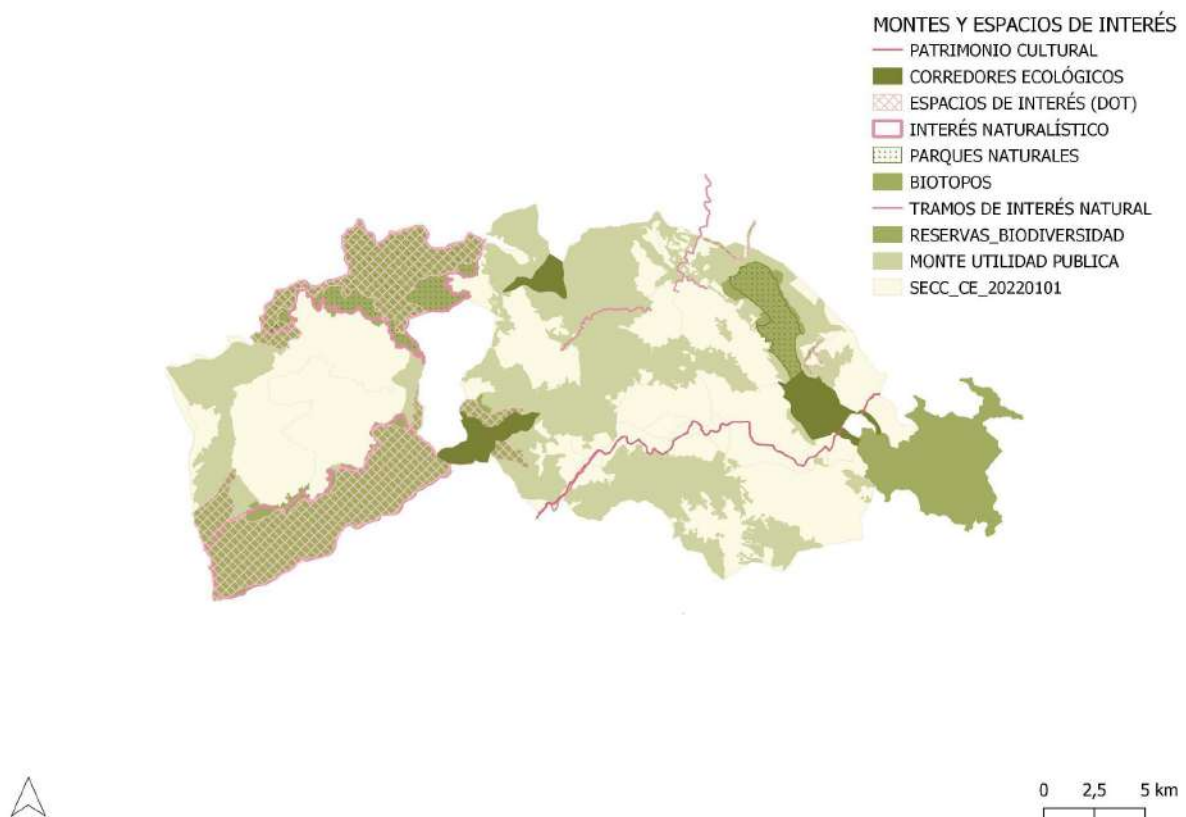 MONTES Y ESPACIOS DE INTERÉS
PATRIMONIO CULTURAL
CORREDORES ECOLÓGICOS
ESPACIOS DE INTERÉS (DOT)
INTERÉS NATURALÍSTICO
PARQUES NATURALES
BIOTOPOS
TRAMOS DE INTERÉS NATURAL
RESERVAS_BIODIVERSIDAD
MONTE UTILIDAD PUBLICA
SECC_CE_20220101
0 2,5 5 km